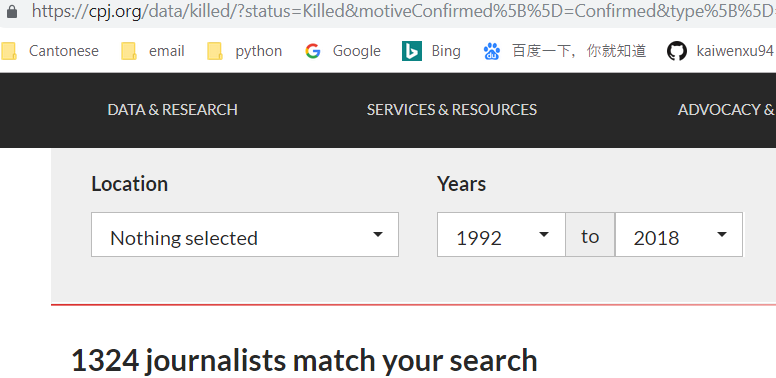 https://cpj.org/data/killed/?status=Killed&motiveConfirmed%5B%5D=Confirmed&type%5B%5D=
Cantonese email python Google Bing 百度一下，你就知道 kaiwenxu94
DATA & RESEARCH SERVICES & RESOURCES ADVOCACY &
Location Years
Nothing selected 1992 to 2018
1324 journalists match your search